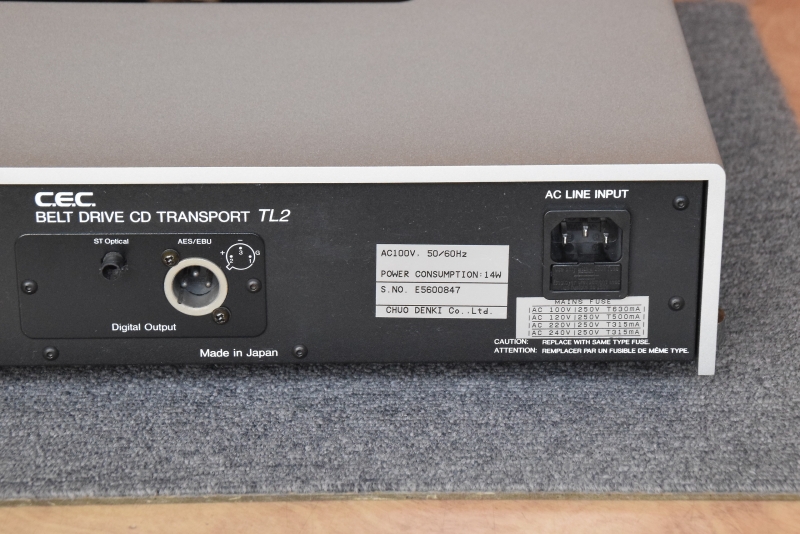 C.E.C.
BELT DRIVE CD TRANSPORT TL2
ST Optical
AES/EBU
+ − G
2 3 1
Digital Output
Made in Japan
AC100V. 50/60Hz
POWER CONSUMPTION:14W
S.NO. E5600847
CHUO DENKI Co.,Ltd.
AC LINE INPUT
MAINS FUSE
AC 100V|250V T630mA
AC 120V|250V T500mA
AC 220V|250V T315mA
AC 240V|250V T315mA
CAUTION: REPLACE WITH SAME TYPE FUSE.
ATTENTION: REMPLACER PAR UN FUSIBLE DE MÊME TYPE.